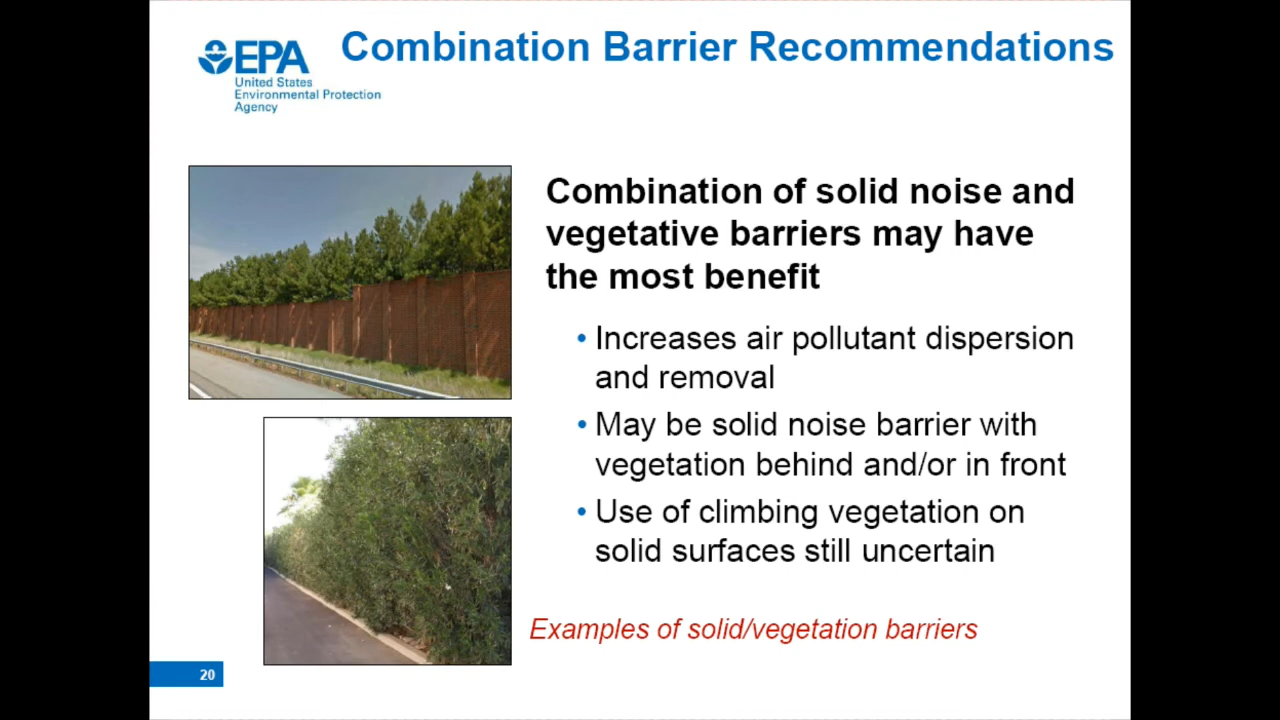 Combination Barrier Recommendations
EPA
United States
Environmental Protection
Agency
Combination of solid noise and
vegetative barriers may have
the most benefit
• Increases air pollutant dispersion
and removal
• May be solid noise barrier with
vegetation behind and/or in front
• Use of climbing vegetation on
solid surfaces still uncertain
Examples of solid/vegetation barriers
20